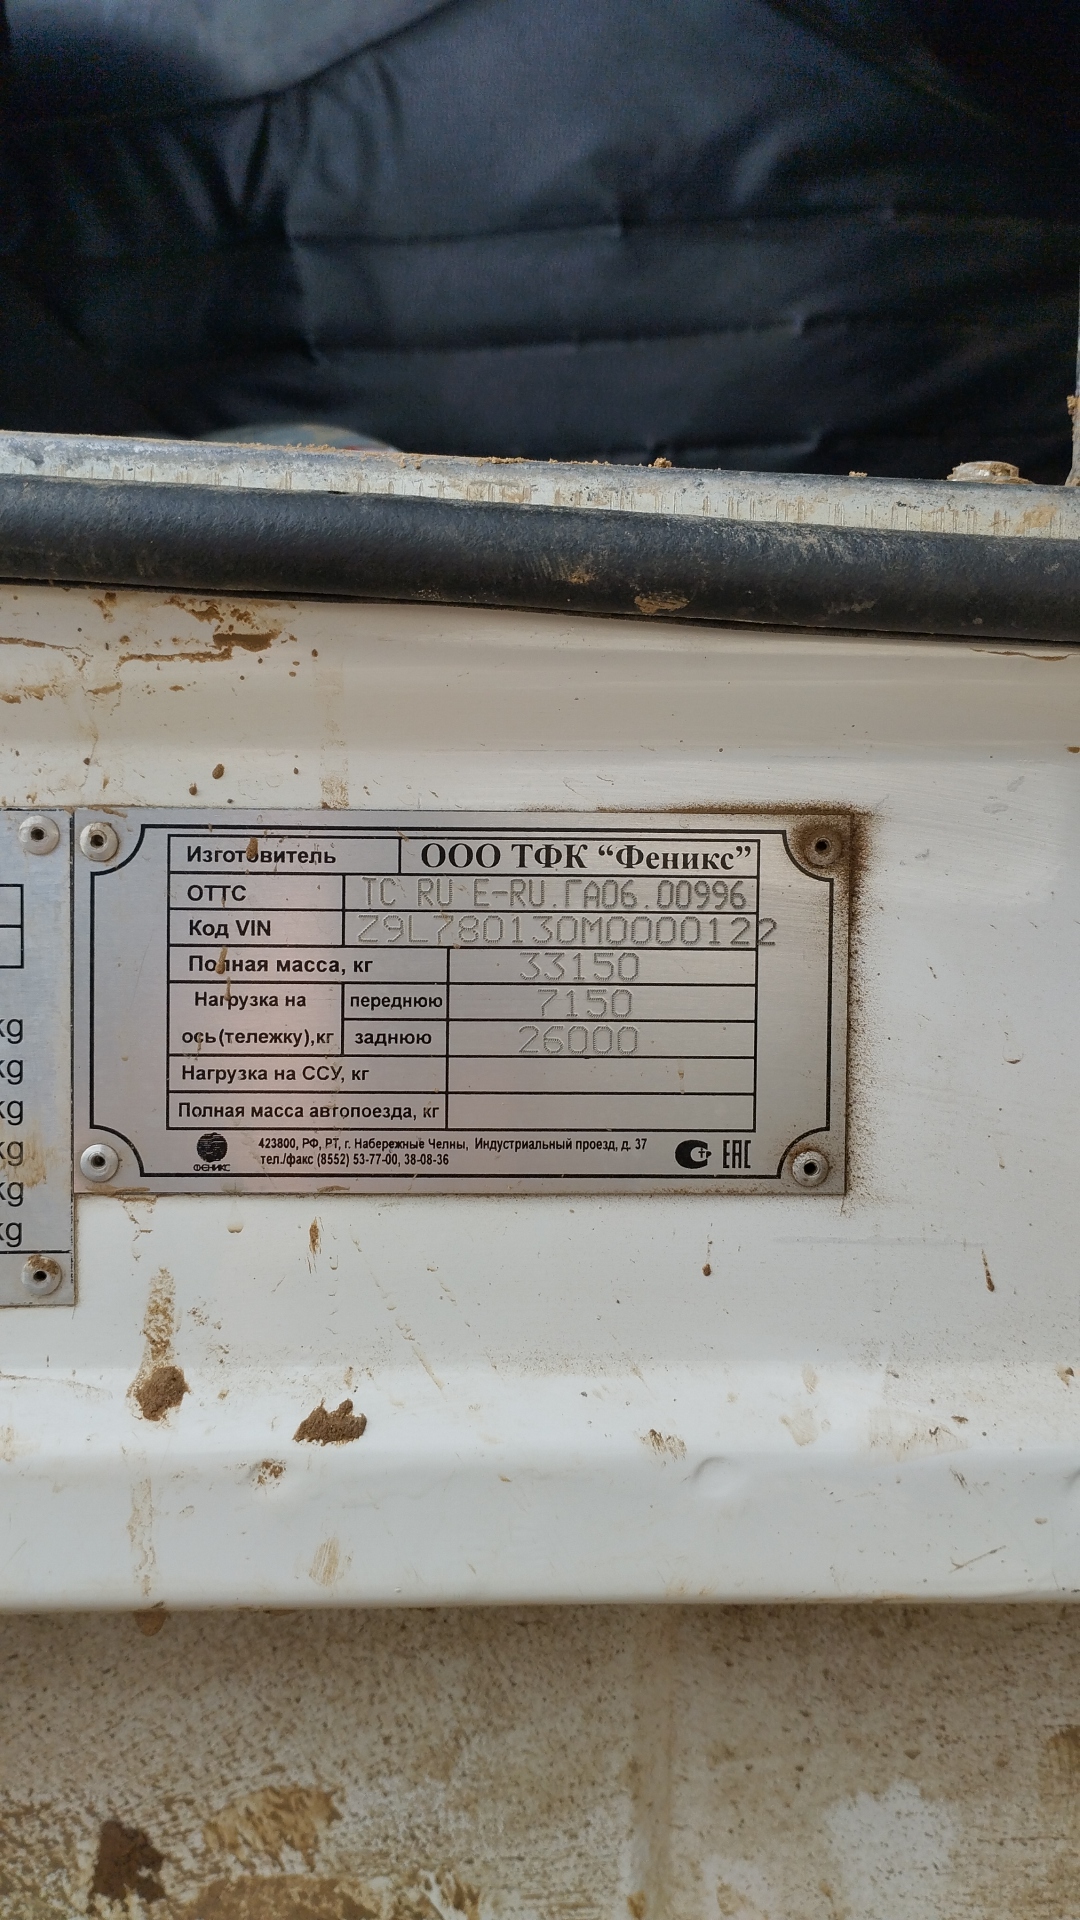 Изготовитель ООО ТФК “Феникс”
ОТТС ТС RU E-RU.ГА06.00996
Код VIN Z9L780130M0000122
Полная масса, кг 33150
Нагрузка на переднюю 7150
ось(тележку),кг заднюю 26000
Нагрузка на ССУ, кг
Полная масса автопоезда, кг
ФЕНИКС
423800, РФ, РТ, г. Набережные Челны, Индустриальный проезд, д. 37
тел./факс (8552) 53-77-00, 38-08-36
ЕАС
kg
kg
kg
kg
kg
kg